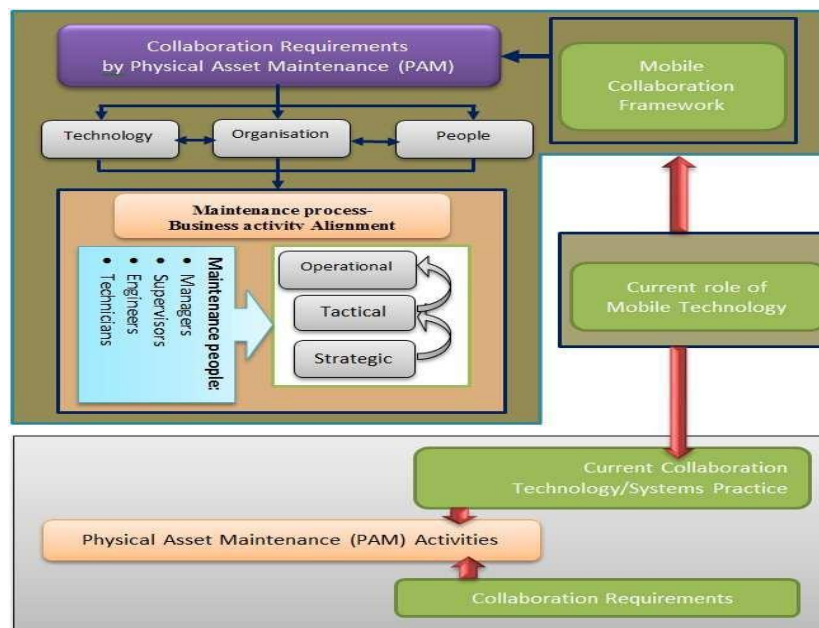 Collaboration Requirements
by Physical Asset Maintenance (PAM)
Mobile
Collaboration
Framework
Technology
Organisation
People
Maintenance process-
Business activity Alignment
Maintenance people:
• Managers
• Supervisors
• Engineers
• Technicians
Operational
Tactical
Strategic
Current role of
Mobile Technology
Current Collaboration
Technology/Systems Practice
Physical Asset Maintenance (PAM) Activities
Collaboration Requirements